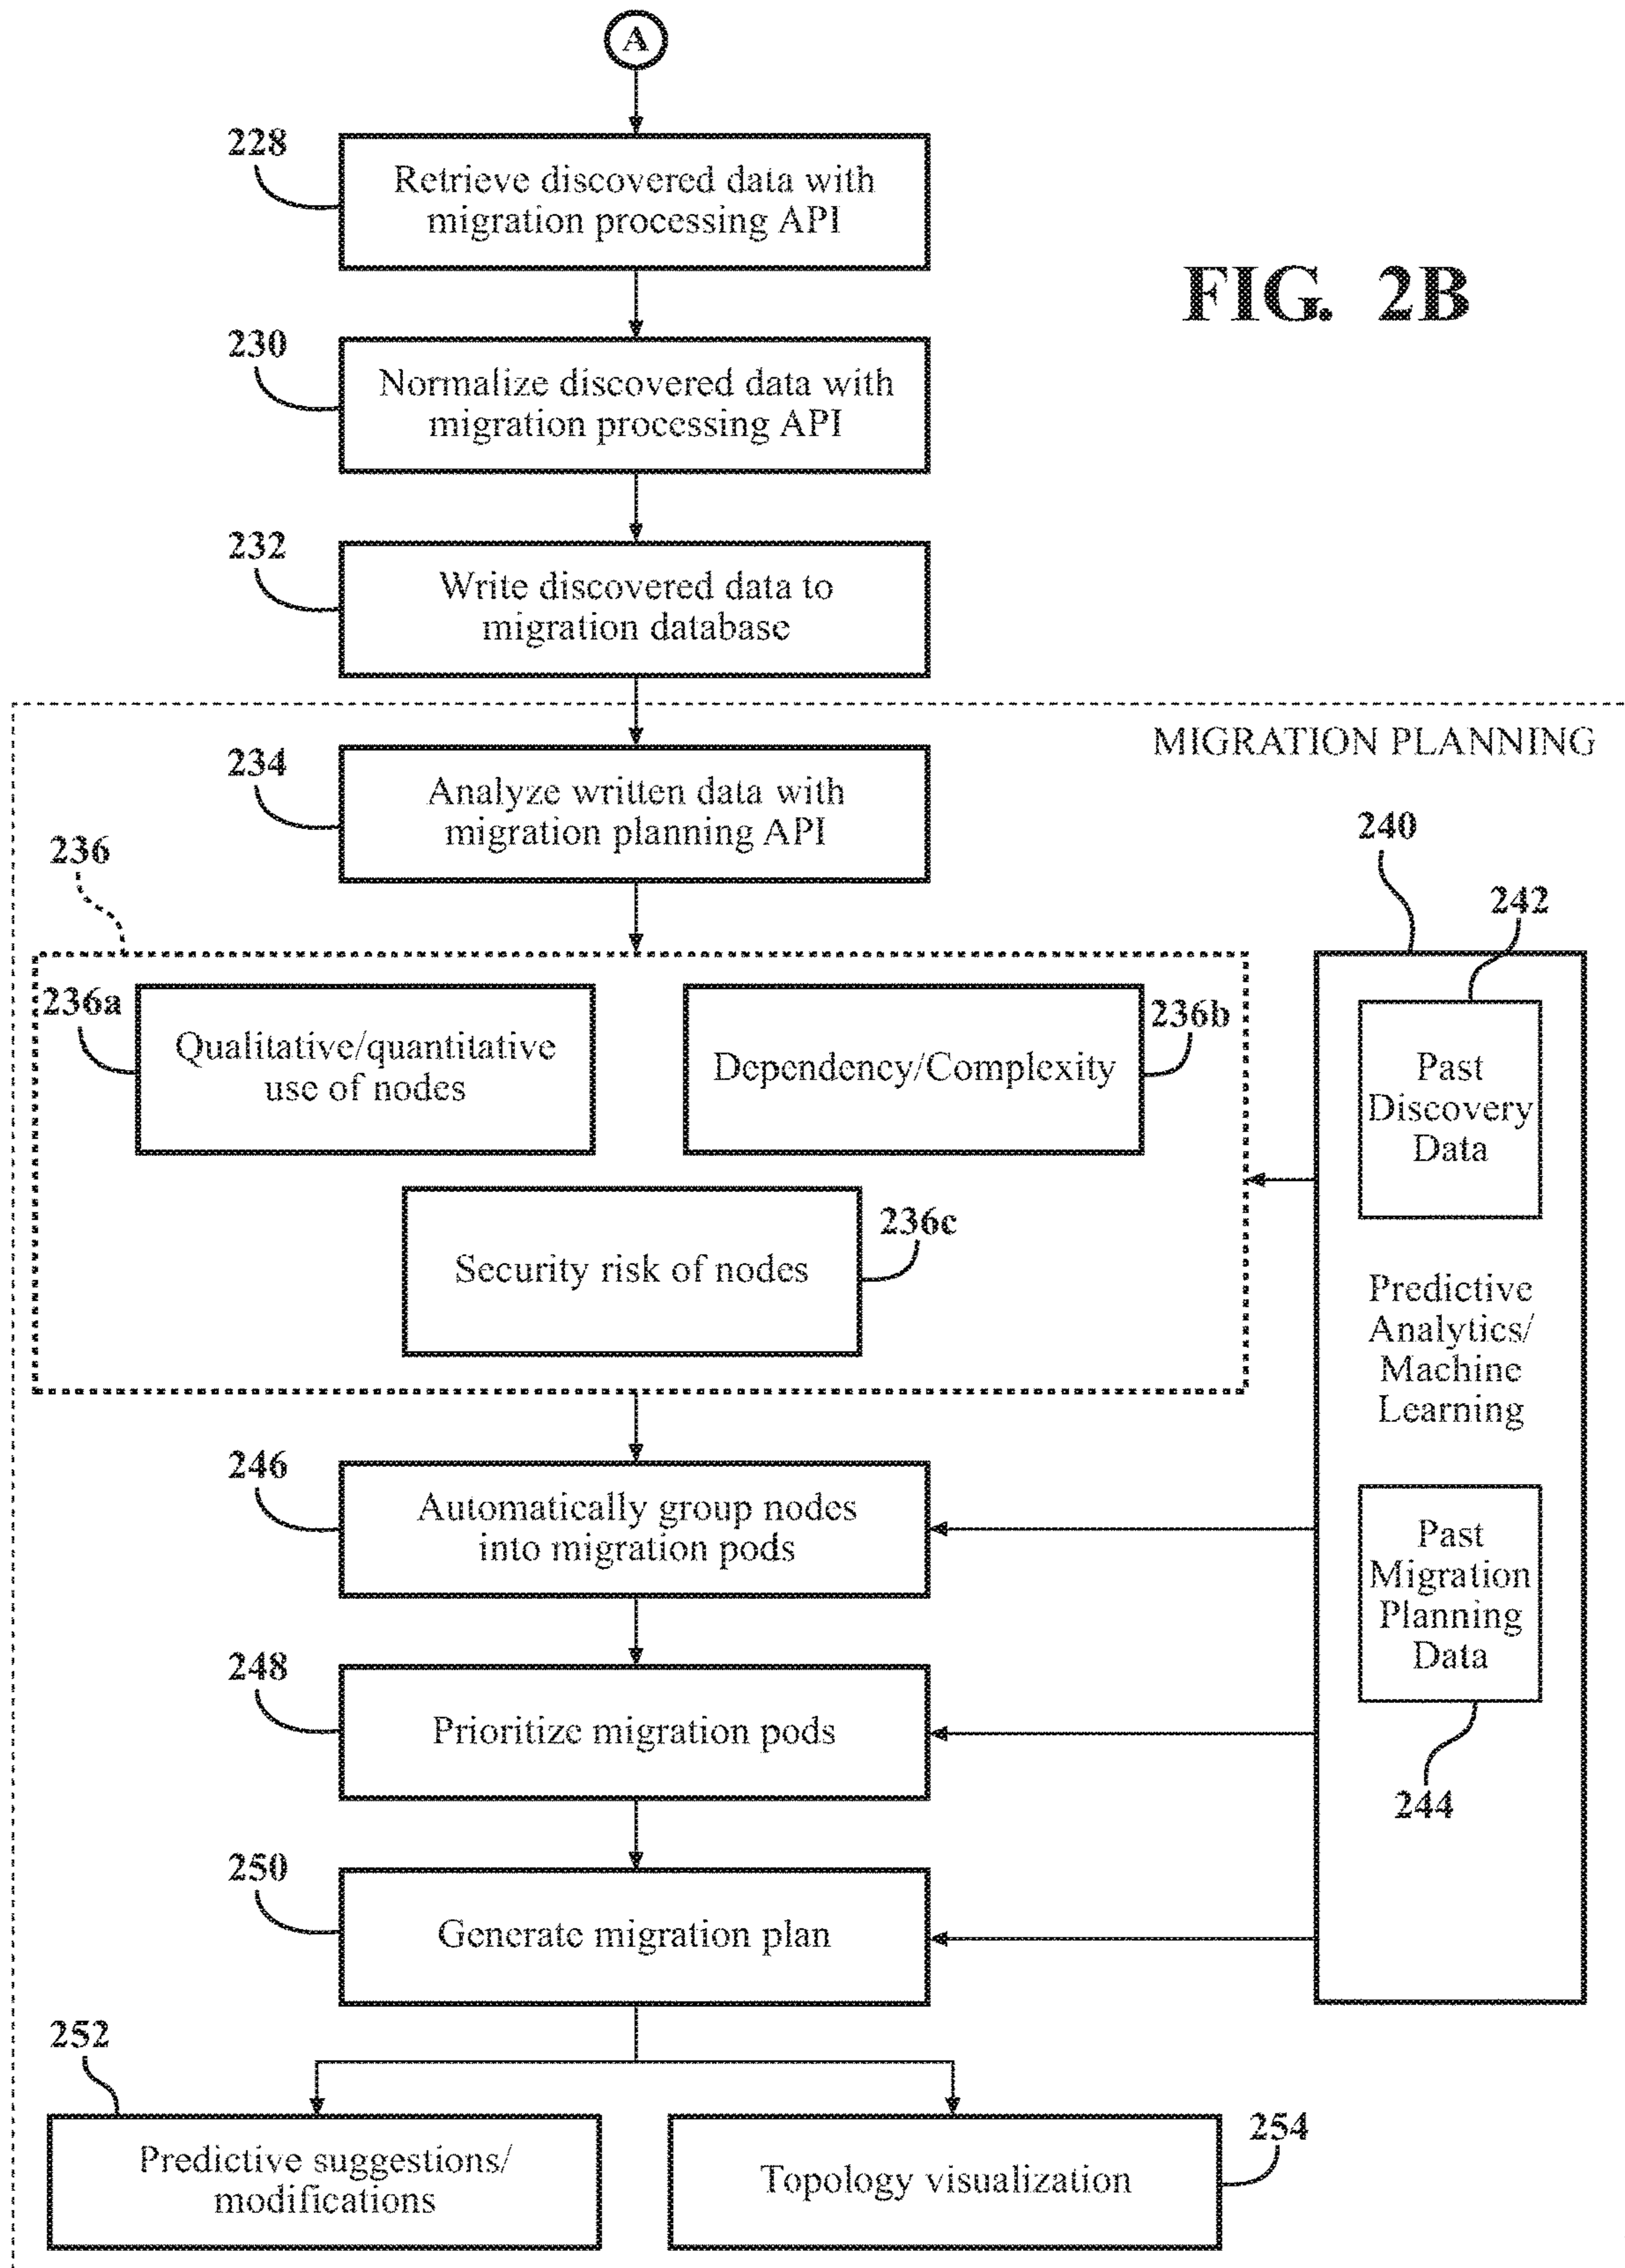 A
228
Retrieve discovered data with
migration processing API
FIG. 2B
230
Normalize discovered data with
migration processing API
232
Write discovered data to
migration database
MIGRATION PLANNING
234
Analyze written data with
migration planning API
236
236a
Qualitative/quantitative
use of nodes
236b
Dependency/Complexity
236c
Security risk of nodes
240
242
Past
Discovery
Data
Predictive
Analytics/
Machine
Learning
Past
Migration
Planning
Data
244
246
Automatically group nodes
into migration pods
248
Prioritize migration pods
250
Generate migration plan
252
Predictive suggestions/
modifications
254
Topology visualization